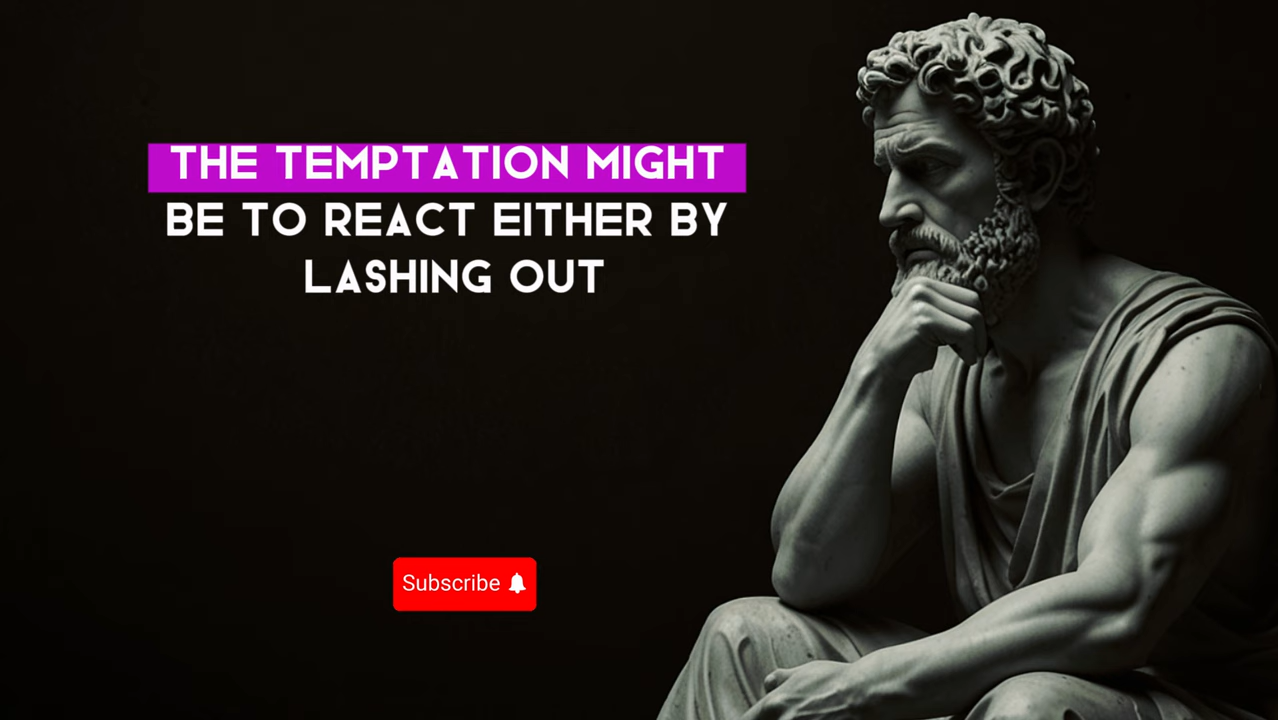 THE TEMPTATION MIGHT
BE TO REACT EITHER BY
LASHING OUT
Subscribe